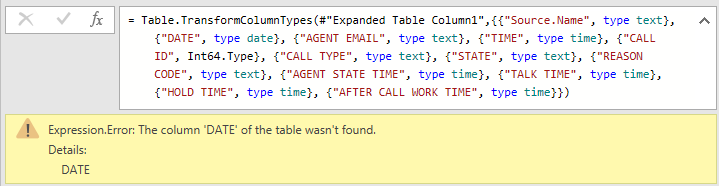 fx
= Table.TransformColumnTypes(#"Expanded Table Column1",{{"Source.Name", type text},
{"DATE", type date}, {"AGENT EMAIL", type text}, {"TIME", type time}, {"CALL
ID", Int64.Type}, {"CALL TYPE", type text}, {"STATE", type text}, {"REASON
CODE", type text}, {"AGENT STATE TIME", type time}, {"TALK TIME", type time},
{"HOLD TIME", type time}, {"AFTER CALL WORK TIME", type time}})
Expression.Error: The column 'DATE' of the table wasn't found.
Details:
DATE